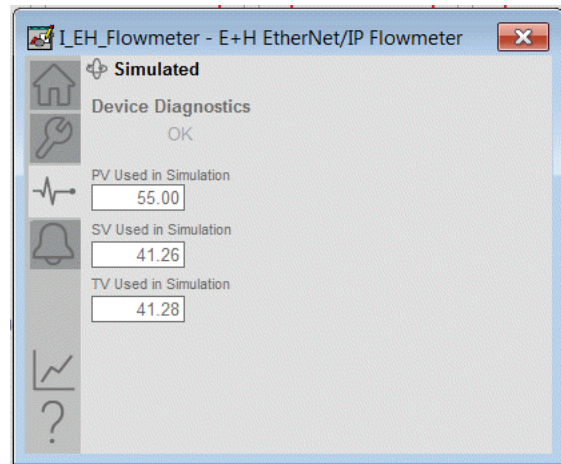 I_EH_Flowmeter - E+H EtherNet/IP Flowmeter
Simulated
Device Diagnostics
OK
PV Used in Simulation
55.00
SV Used in Simulation
41.26
TV Used in Simulation
41.28
?